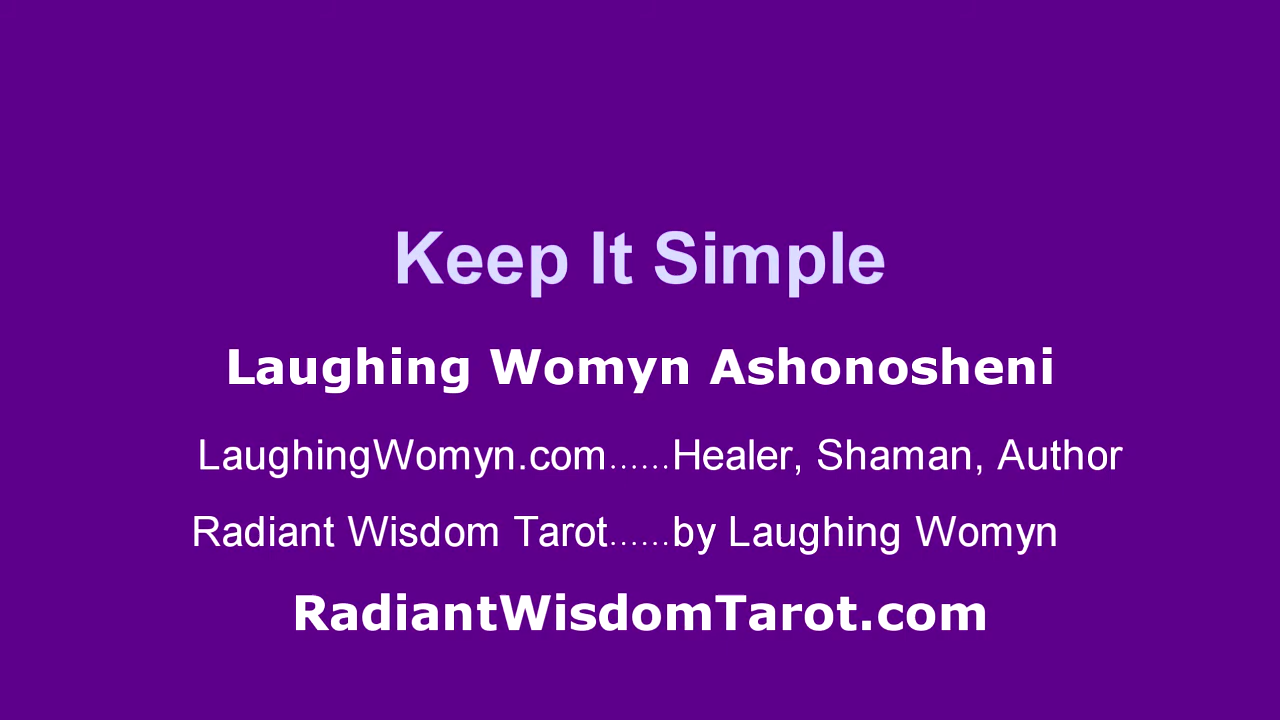 Keep It Simple
Laughing Womyn Ashonosheni
LaughingWomyn.com......Healer, Shaman, Author
Radiant Wisdom Tarot......by Laughing Womyn
RadiantWisdomTarot.com